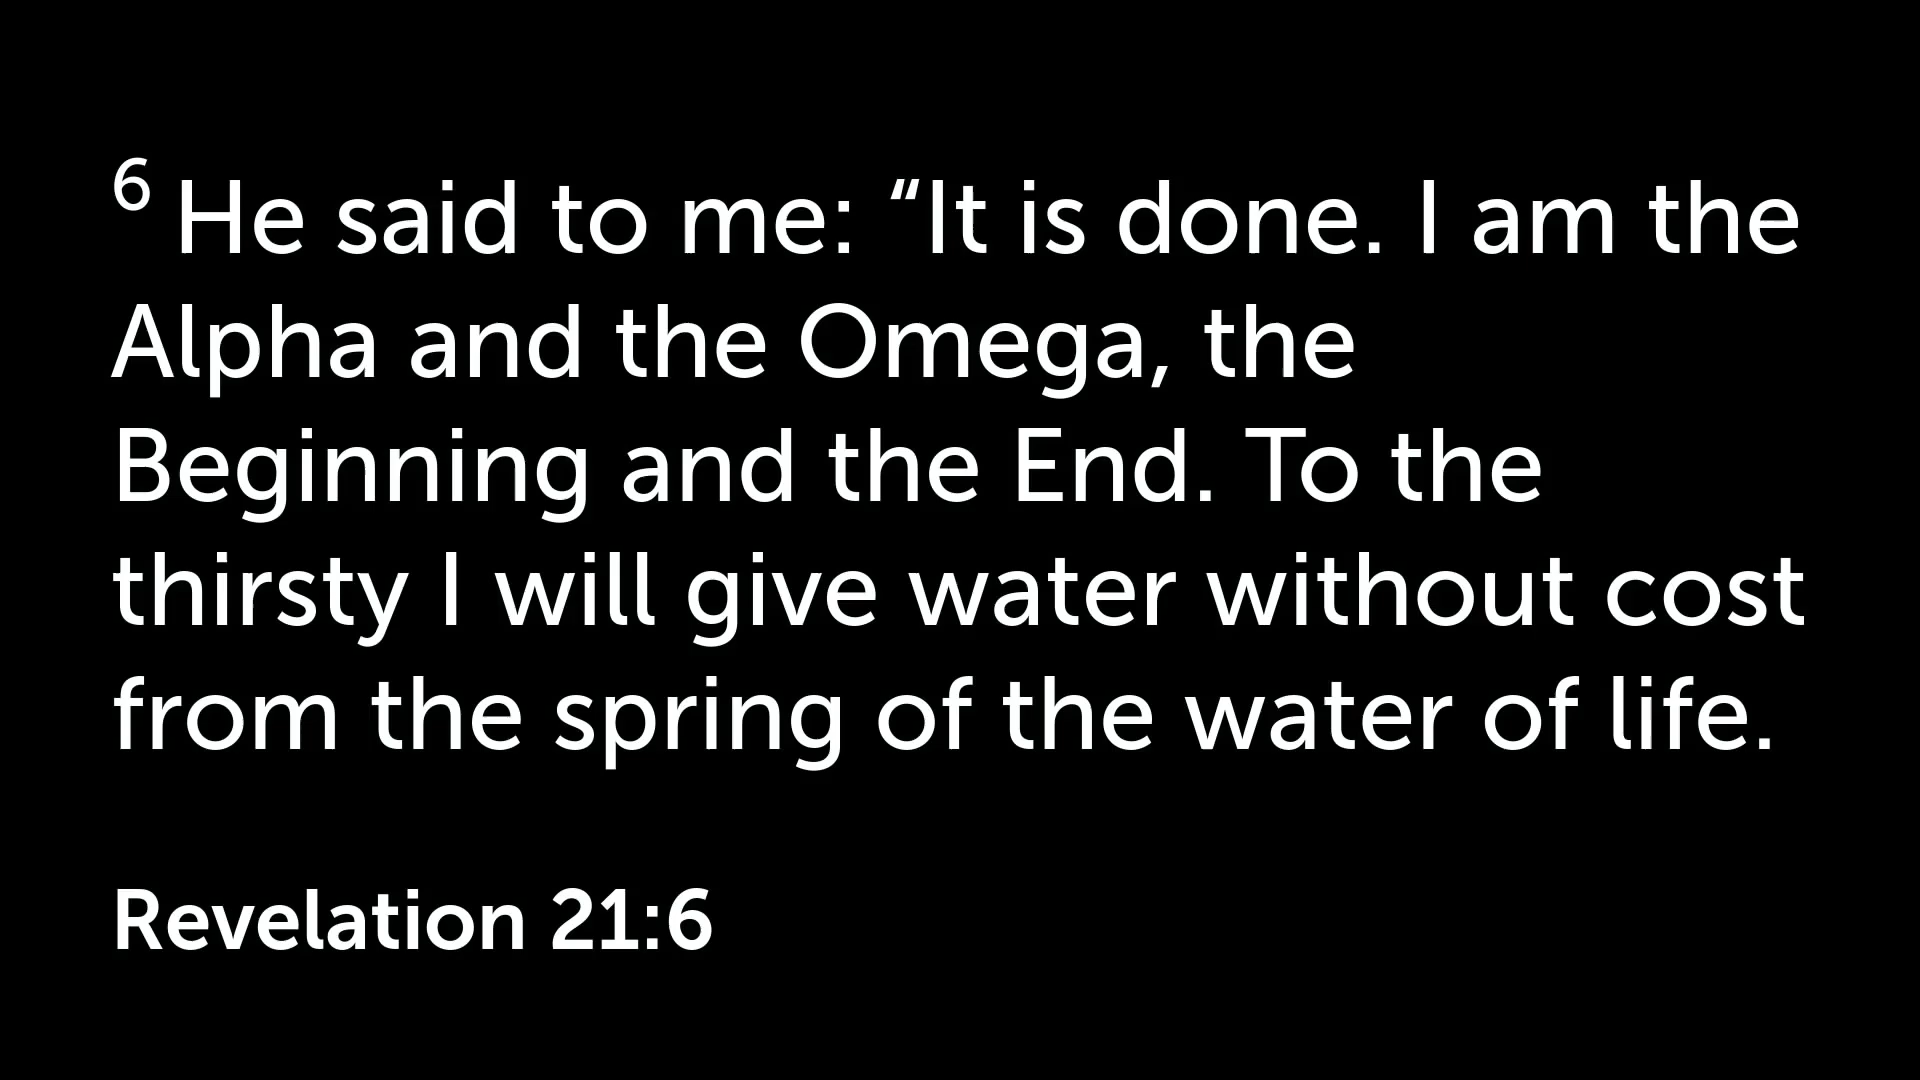 6 He said to me: “It is done. I am the
Alpha and the Omega, the
Beginning and the End. To the
thirsty I will give water without cost
from the spring of the water of life.
Revelation 21:6